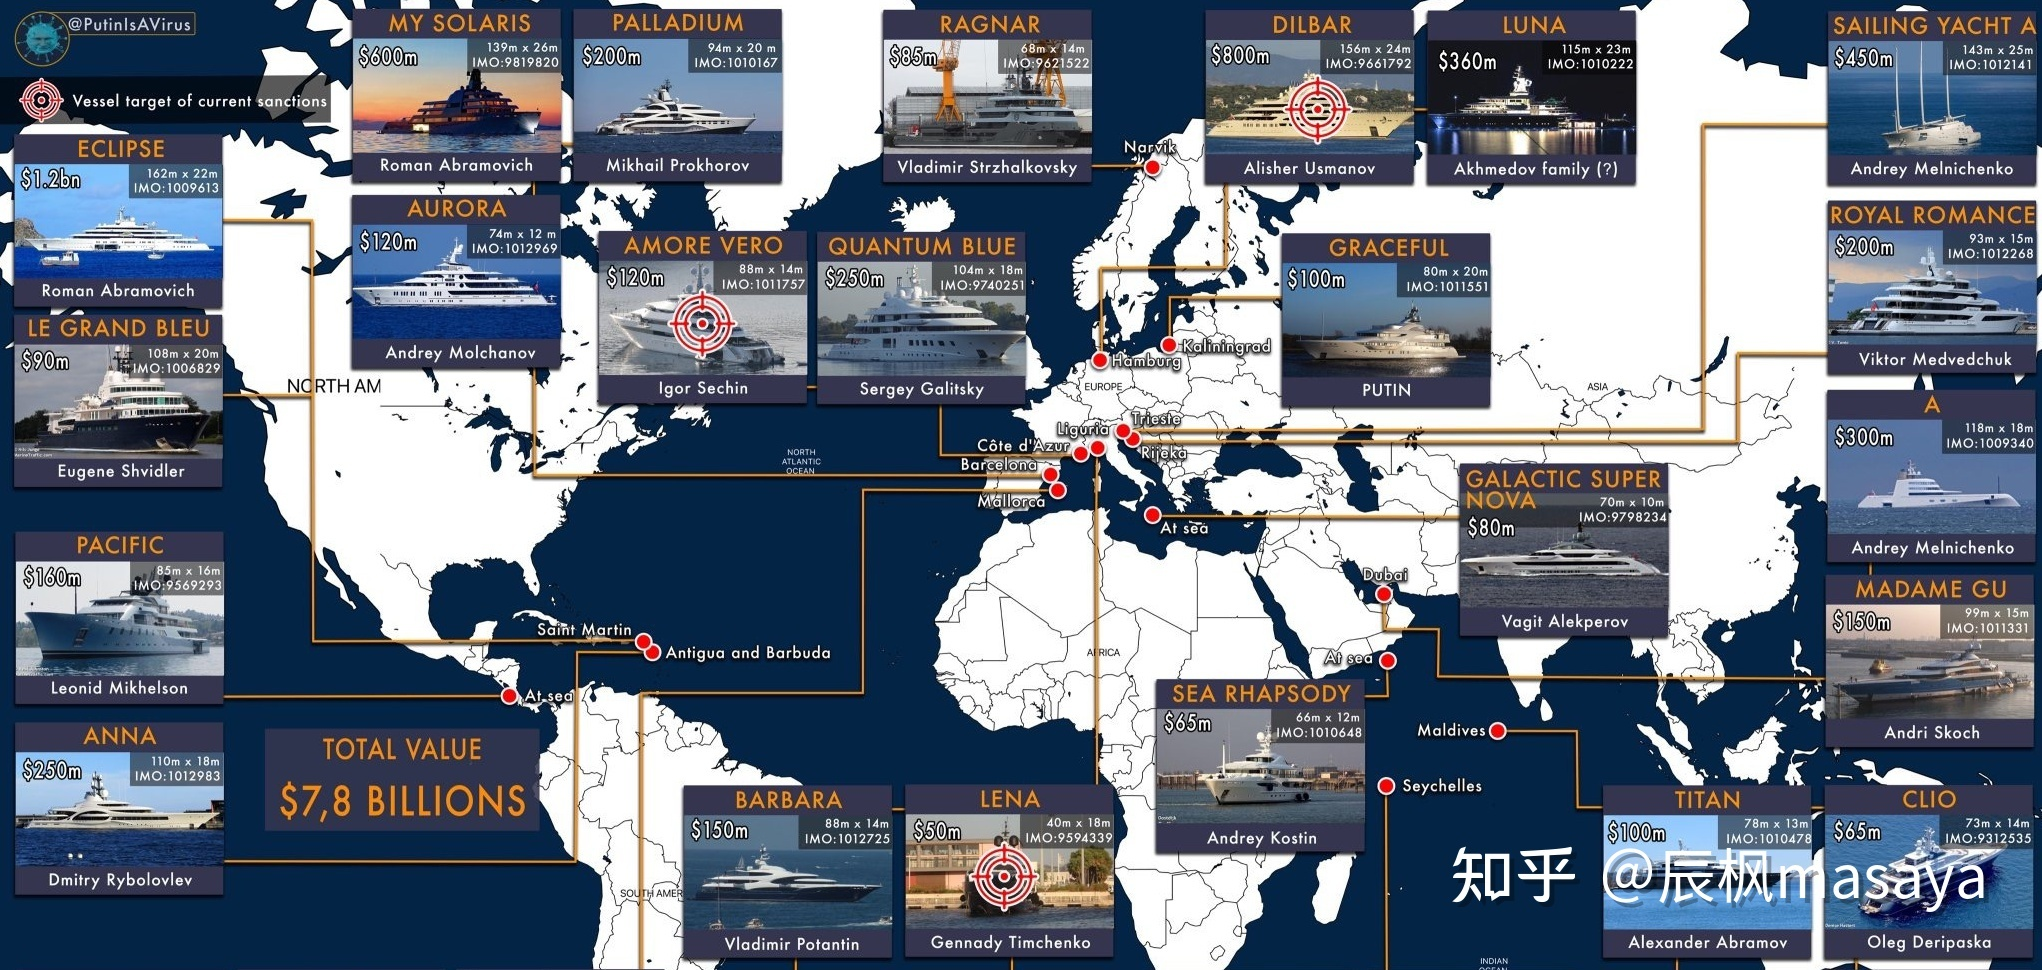 @PutinIsAVirus
Vessel target of current sanctions
ECLIPSE
$1.2bn
162m x 22m
IMO:1009613
Roman Abramovich
LE GRAND BLEU
$90m
108m x 20m
IMO:1006829
Eugene Shvidler
PACIFIC
$160m
85m x 16m
IMO:9569293
Leonid Mikhelson
ANNA
$250m
110m x 18m
IMO:1012983
Dmitry Rybolovlev
MY SOLARIS
$600m
139m x 26m
IMO:9819820
Roman Abramovich
PALLADIUM
$200m
94m x 20 m
IMO:1010167
Mikhail Prokhorov
AURORA
$120m
74m x 12 m
IMO:1012969
Andrey Molchanov
AMORE VERO
$120m
88m x 14m
IMO:1011757
Igor Sechin
QUANTUM BLUE
$250m
104m x 18m
IMO:9740251
Sergey Galitsky
RAGNAR
$85m
68m x 14m
IMO:9621522
Vladimir Strzhalkovsky
DILBAR
$800m
156m x 24m
IMO:9661792
Alisher Usmanov
LUNA
$360m
115m x 23m
IMO:1010222
Akhmedov family (?)
GRACEFUL
$100m
80m x 20m
IMO:1011551
PUTIN
SAILING YACHT A
$450m
143m x 25m
IMO:1012141
Andrey Melnichenko
ROYAL ROMANCE
$200m
93m x 15m
IMO:1012268
Viktor Medvedchuk
A
$300m
118m x 18m
IMO:1009340
Andrey Melnichenko
GALACTIC SUPER
NOVA
70m x 10m
IMO:9798234
$80m
Vagit Alekperov
MADAME GU
$150m
99m x 15m
IMO:1011331
Andri Skoch
SEA RHAPSODY
$65m
66m x 12m
IMO:1010648
Andrey Kostin
BARBARA
$150m
88m x 14m
IMO:1012725
Vladimir Potantin
LENA
$50m
40m x 18m
IMO:9594339
Gennady Timchenko
TITAN
$100m
78m x 13m
IMO:1010478
Alexander Abramov
CLIO
$65m
73m x 14m
IMO:9312535
Oleg Deripaska
TOTAL VALUE
$7,8 BILLIONS
Narvik
Hamburg
Kaliningrad
EUROPE
ASIA
Trieste
Liguria
Côte d'Azur
Rijeka
Barcelona
Mallorca
At sea
Dubai
At sea
Maldives
Seychelles
AFRICA
NORTH AM
NORTH
ATLANTIC
OCEAN
Saint Martin
Antigua and Barbuda
At sea
SOUTH AMER
INDIAN
OCEAN
知乎 @辰枫masaya